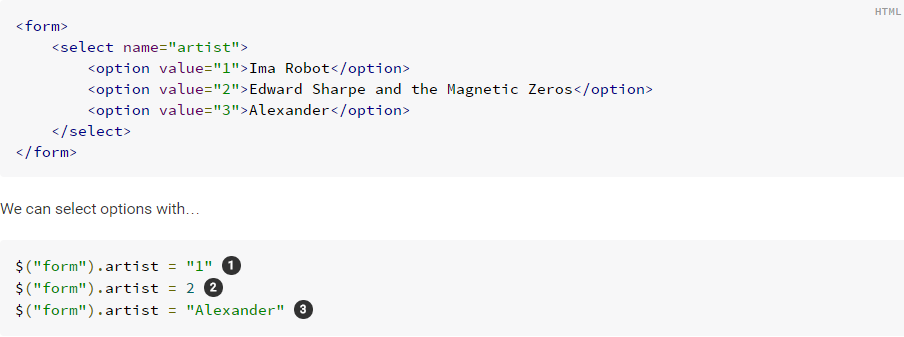 HTML
<form>
    <select name="artist">
        <option value="1">Ima Robot</option>
        <option value="2">Edward Sharpe and the Magnetic Zeros</option>
        <option value="3">Alexander</option>
    </select>
</form>
We can select options with...
$("form").artist = "1" 1
$("form").artist = 2 2
$("form").artist = "Alexander" 3